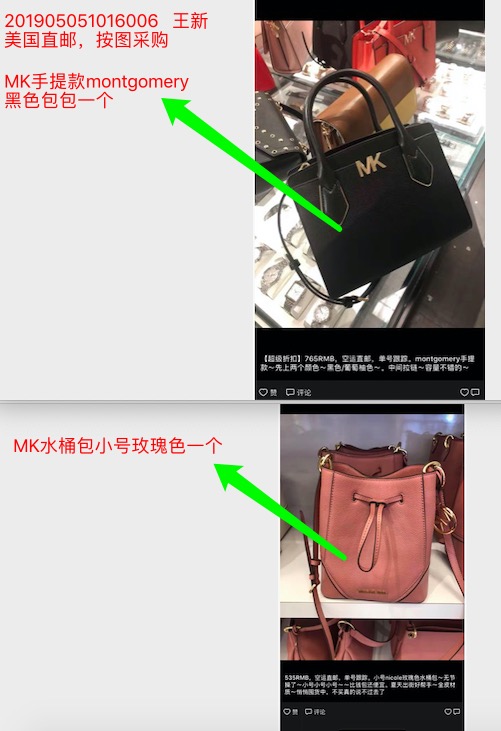 201905051016006 王新
美国直邮，按图采购
MK手提款montgomery
黑色包包一个
MK
【超级折扣】765RMB，空运直邮，单号跟踪。montgomery手提
款～先上两个颜色～黑色/葡萄柚色～。中间拉链～容量不错的～
赞 评论
MK水桶包小号玫瑰色一个
MICHAEL KORS
535RMB，空运直邮，单号跟踪。小号nicole玫瑰色水桶包～无节
操了～小号小号小号～～比钱包还便宜。夏天出街好帮手～全皮材
质～悄悄囤货中，不买真的说不过去了
赞 评论